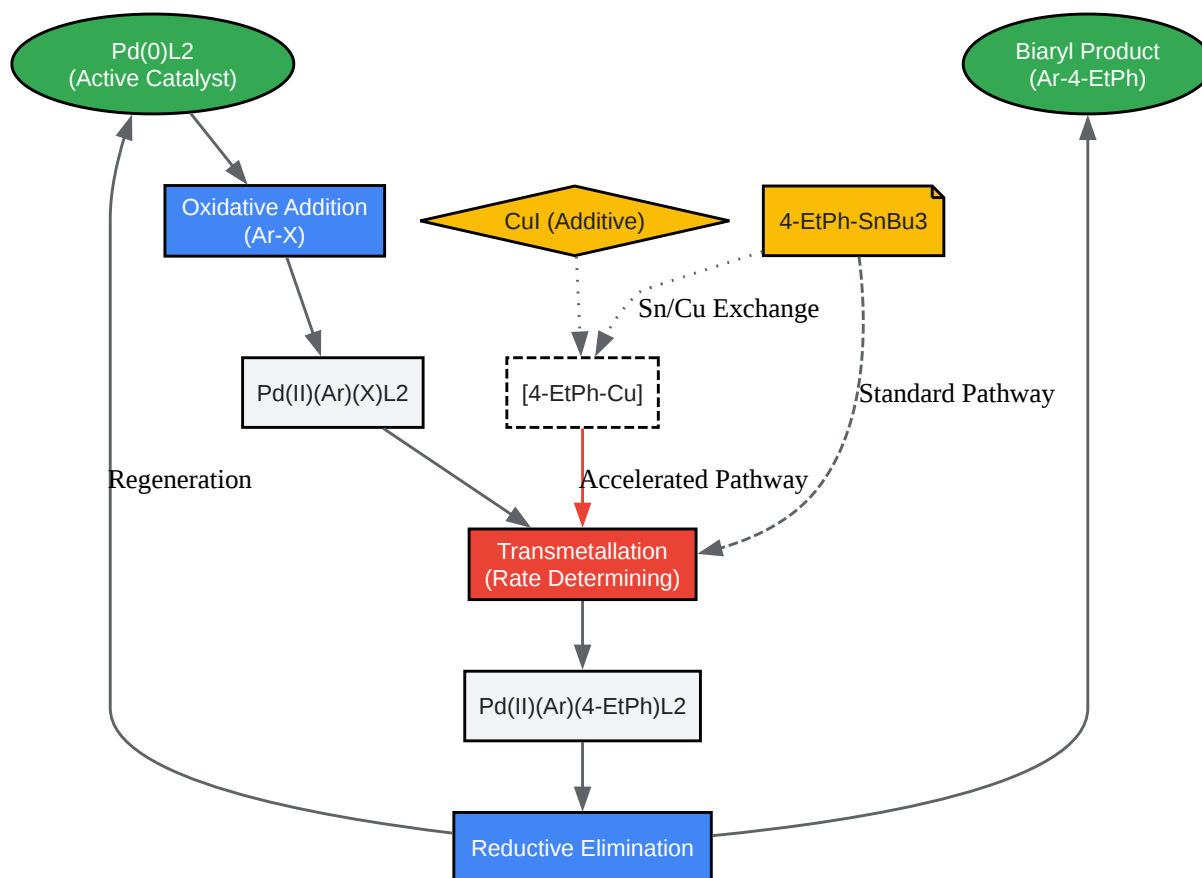 Pd(0)L2
(Active Catalyst)
Biaryl Product
(Ar-4-EtPh)
Oxidative Addition
(Ar-X)
CuI (Additive)
4-EtPh-SnBu3
Sn/Cu Exchange
Pd(II)(Ar)(X)L2
[4-EtPh-Cu]
Standard Pathway
Regeneration
Accelerated Pathway
Transmetallation
(Rate Determining)
Pd(II)(Ar)(4-EtPh)L2
Reductive Elimination